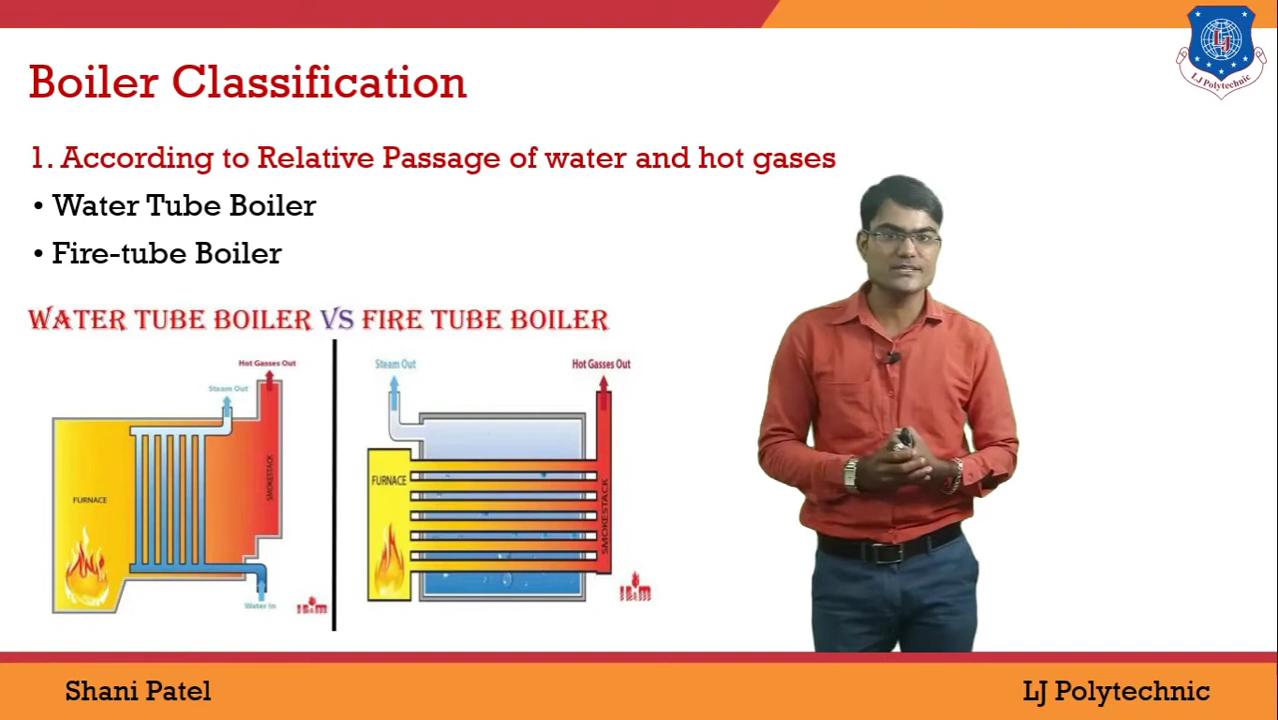 Boiler Classification
LJ
LJ Polytechnic
1. According to Relative Passage of water and hot gases
• Water Tube Boiler
• Fire-tube Boiler
WATER TUBE BOILER VS FIRE TUBE BOILER
Hot Gasses Out
Steam Out
FURNACE
SMOKESTACK
Water In
Steam Out
Hot Gasses Out
FURNACE
SMOKESTACK
Shani Patel
LJ Polytechnic